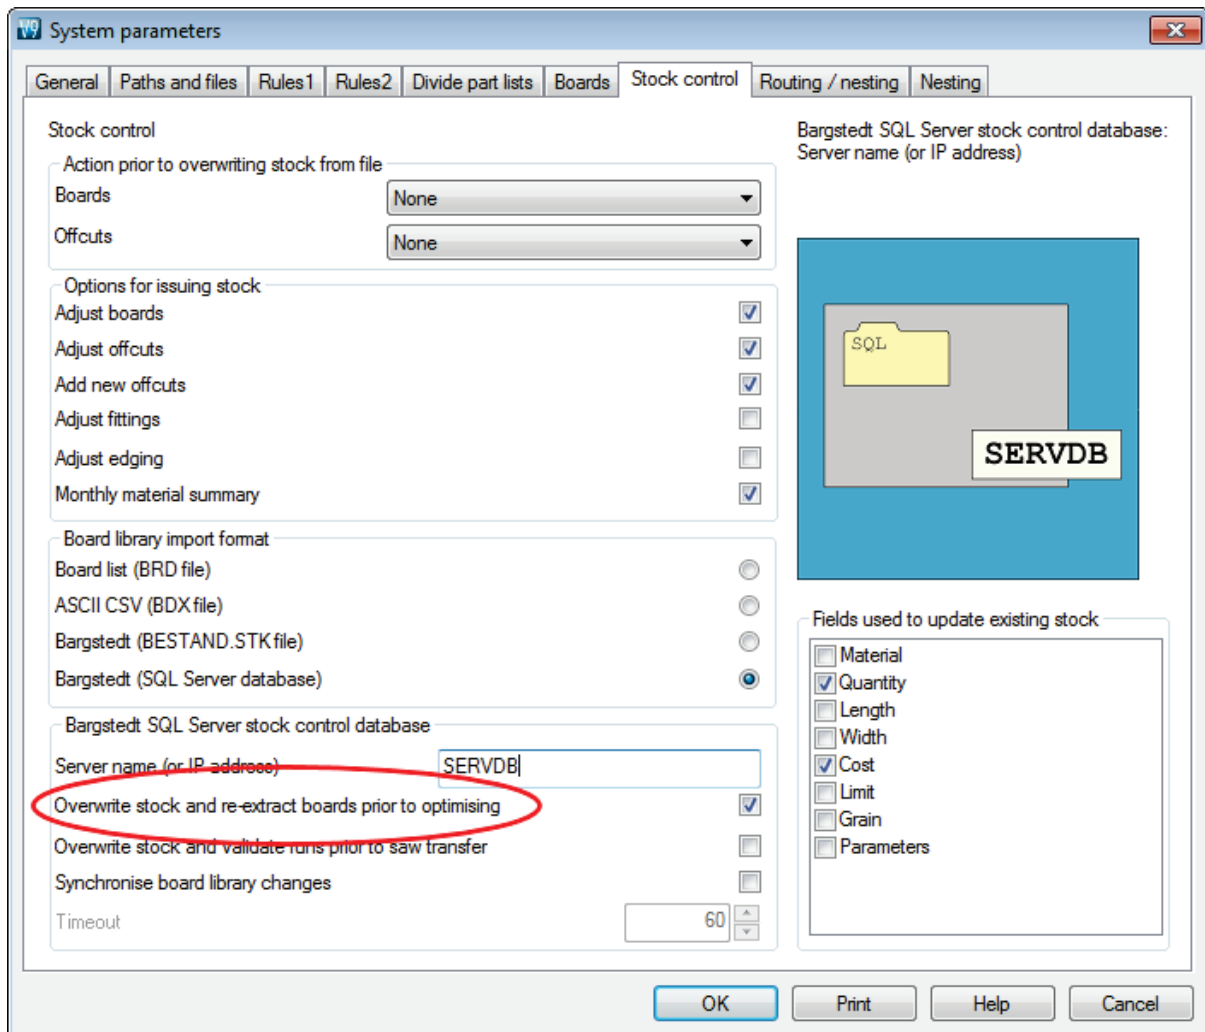 V9 System parameters
General Paths and files Rules1 Rules2 Divide part lists Boards Stock control Routing / nesting Nesting
Stock control
Action prior to overwriting stock from file
Boards None
Offcuts None
Options for issuing stock
Adjust boards
Adjust offcuts
Add new offcuts
Adjust fittings
Adjust edging
Monthly material summary
Board library import format
Board list (BRD file)
ASCII CSV (BDX file)
Bargstedt (BESTAND.STK file)
Bargstedt (SQL Server database)
Bargstedt SQL Server stock control database
Server name (or IP address) SERVDB
Overwrite stock and re-extract boards prior to optimising
Overwrite stock and validate runs prior to saw transfer
Synchronise board library changes
Timeout 60
Bargstedt SQL Server stock control database:
Server name (or IP address)
SQL
SERVDB
Fields used to update existing stock
Material
Quantity
Length
Width
Cost
Limit
Grain
Parameters
OK Print Help Cancel